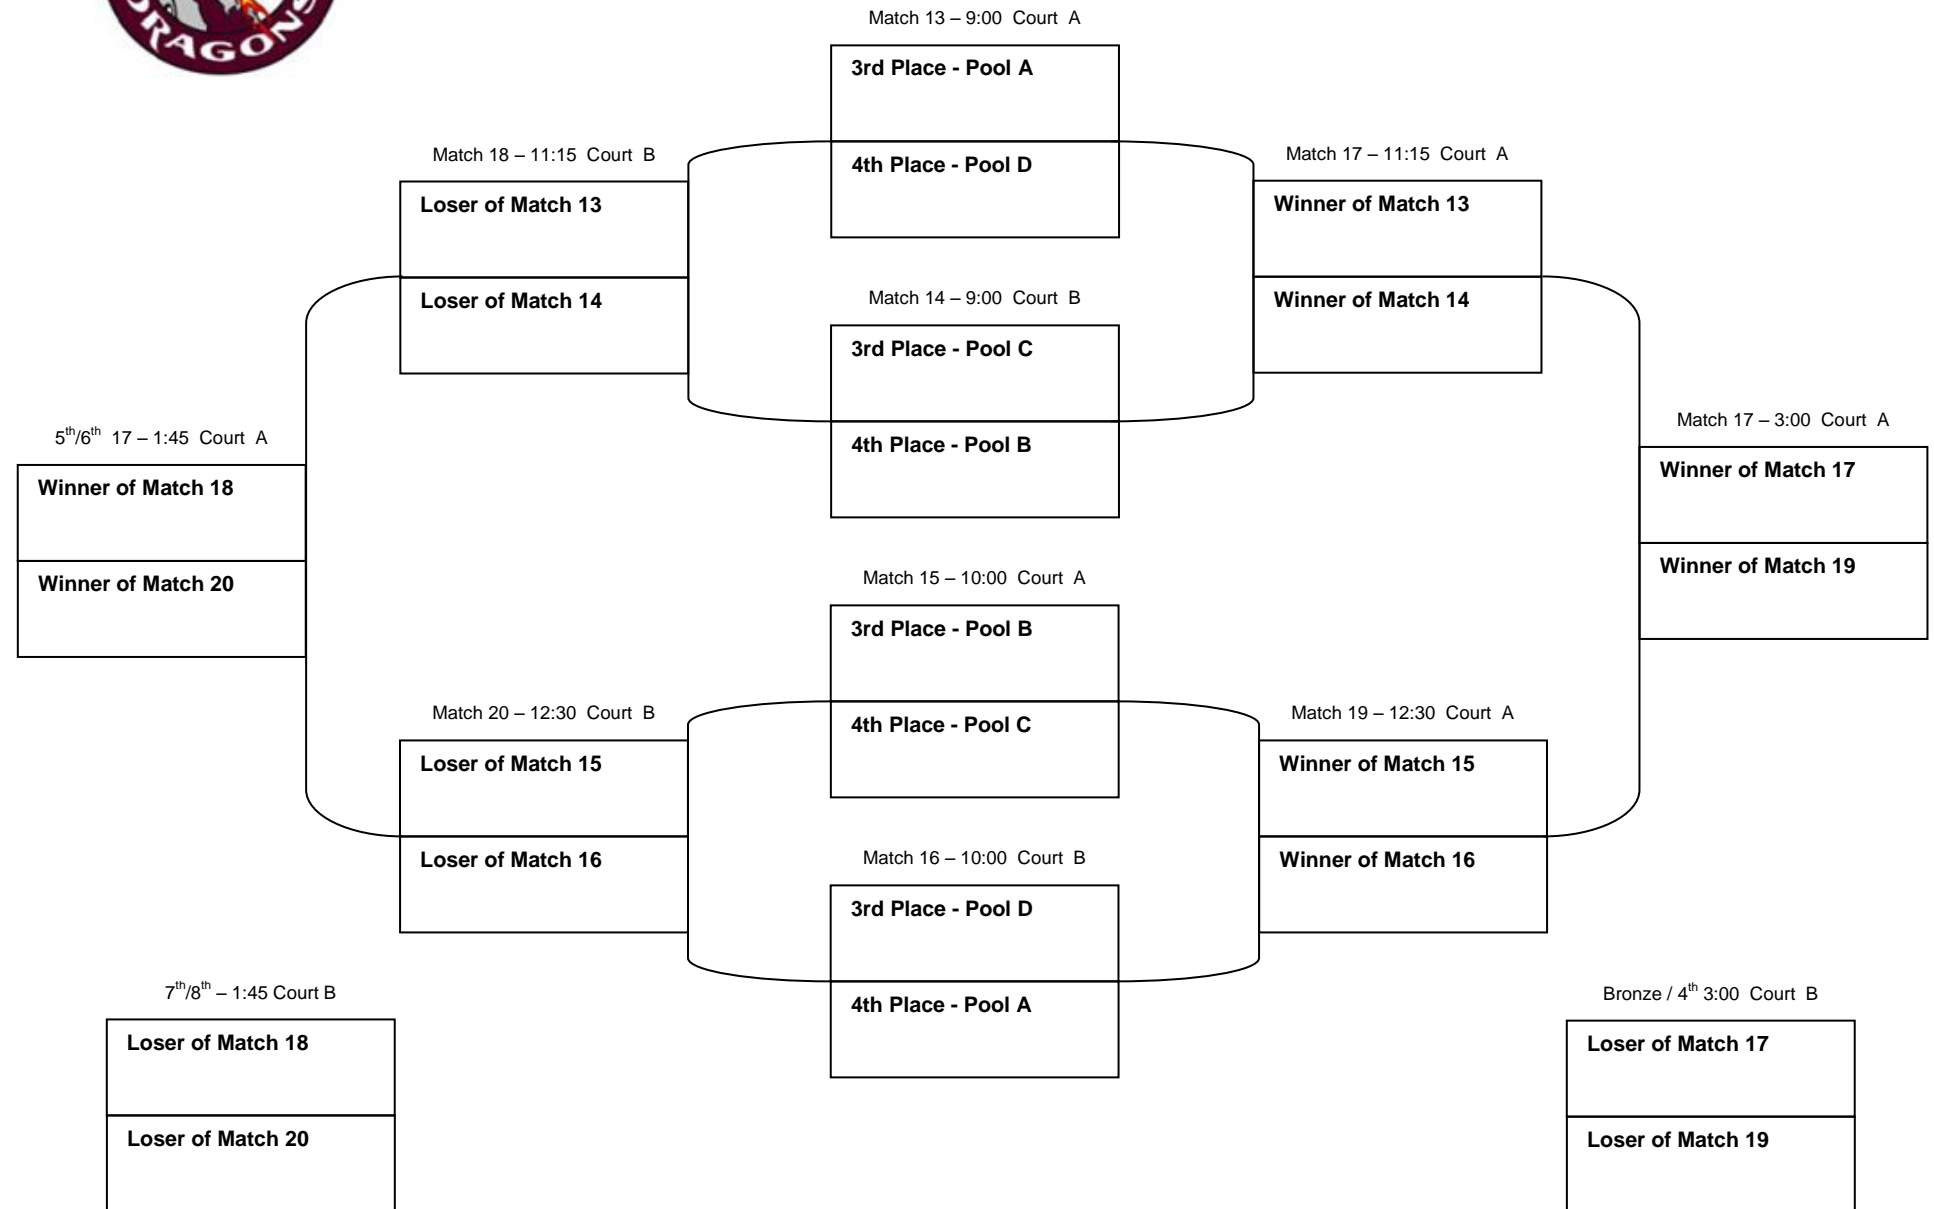 DRAGONS
Match 13 – 9:00 Court A
3rd Place - Pool A
4th Place - Pool D
Match 18 – 11:15 Court B
Loser of Match 13
Loser of Match 14
Match 17 – 11:15 Court A
Winner of Match 13
Winner of Match 14
Match 14 – 9:00 Court B
3rd Place - Pool C
4th Place - Pool B
5th/6th 17 – 1:45 Court A
Winner of Match 18
Winner of Match 20
Match 17 – 3:00 Court A
Winner of Match 17
Winner of Match 19
Match 15 – 10:00 Court A
3rd Place - Pool B
4th Place - Pool C
Match 20 – 12:30 Court B
Loser of Match 15
Loser of Match 16
Match 19 – 12:30 Court A
Winner of Match 15
Winner of Match 16
Match 16 – 10:00 Court B
3rd Place - Pool D
4th Place - Pool A
7th/8th – 1:45 Court B
Loser of Match 18
Loser of Match 20
Bronze / 4th 3:00 Court B
Loser of Match 17
Loser of Match 19